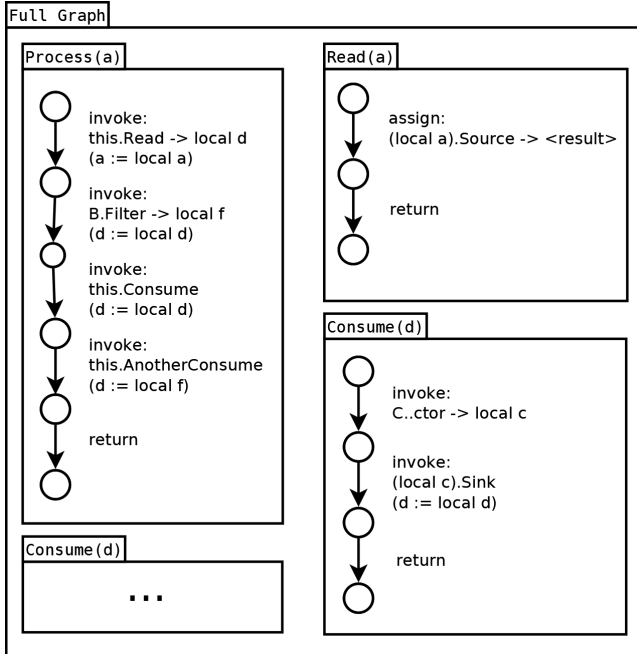 Full Graph
Process(a)
invoke:
this.Read -> local d
(a := local a)
invoke:
B.Filter -> local f
(d := local d)
invoke:
this.Consume
(d := local d)
invoke:
this.AnotherConsume
(d := local f)
return
Consume(d)
...
Read(a)
assign:
(local a).Source -> <result>
return
Consume(d)
invoke:
C..ctor -> local c
invoke:
(local c).Sink
(d := local d)
return